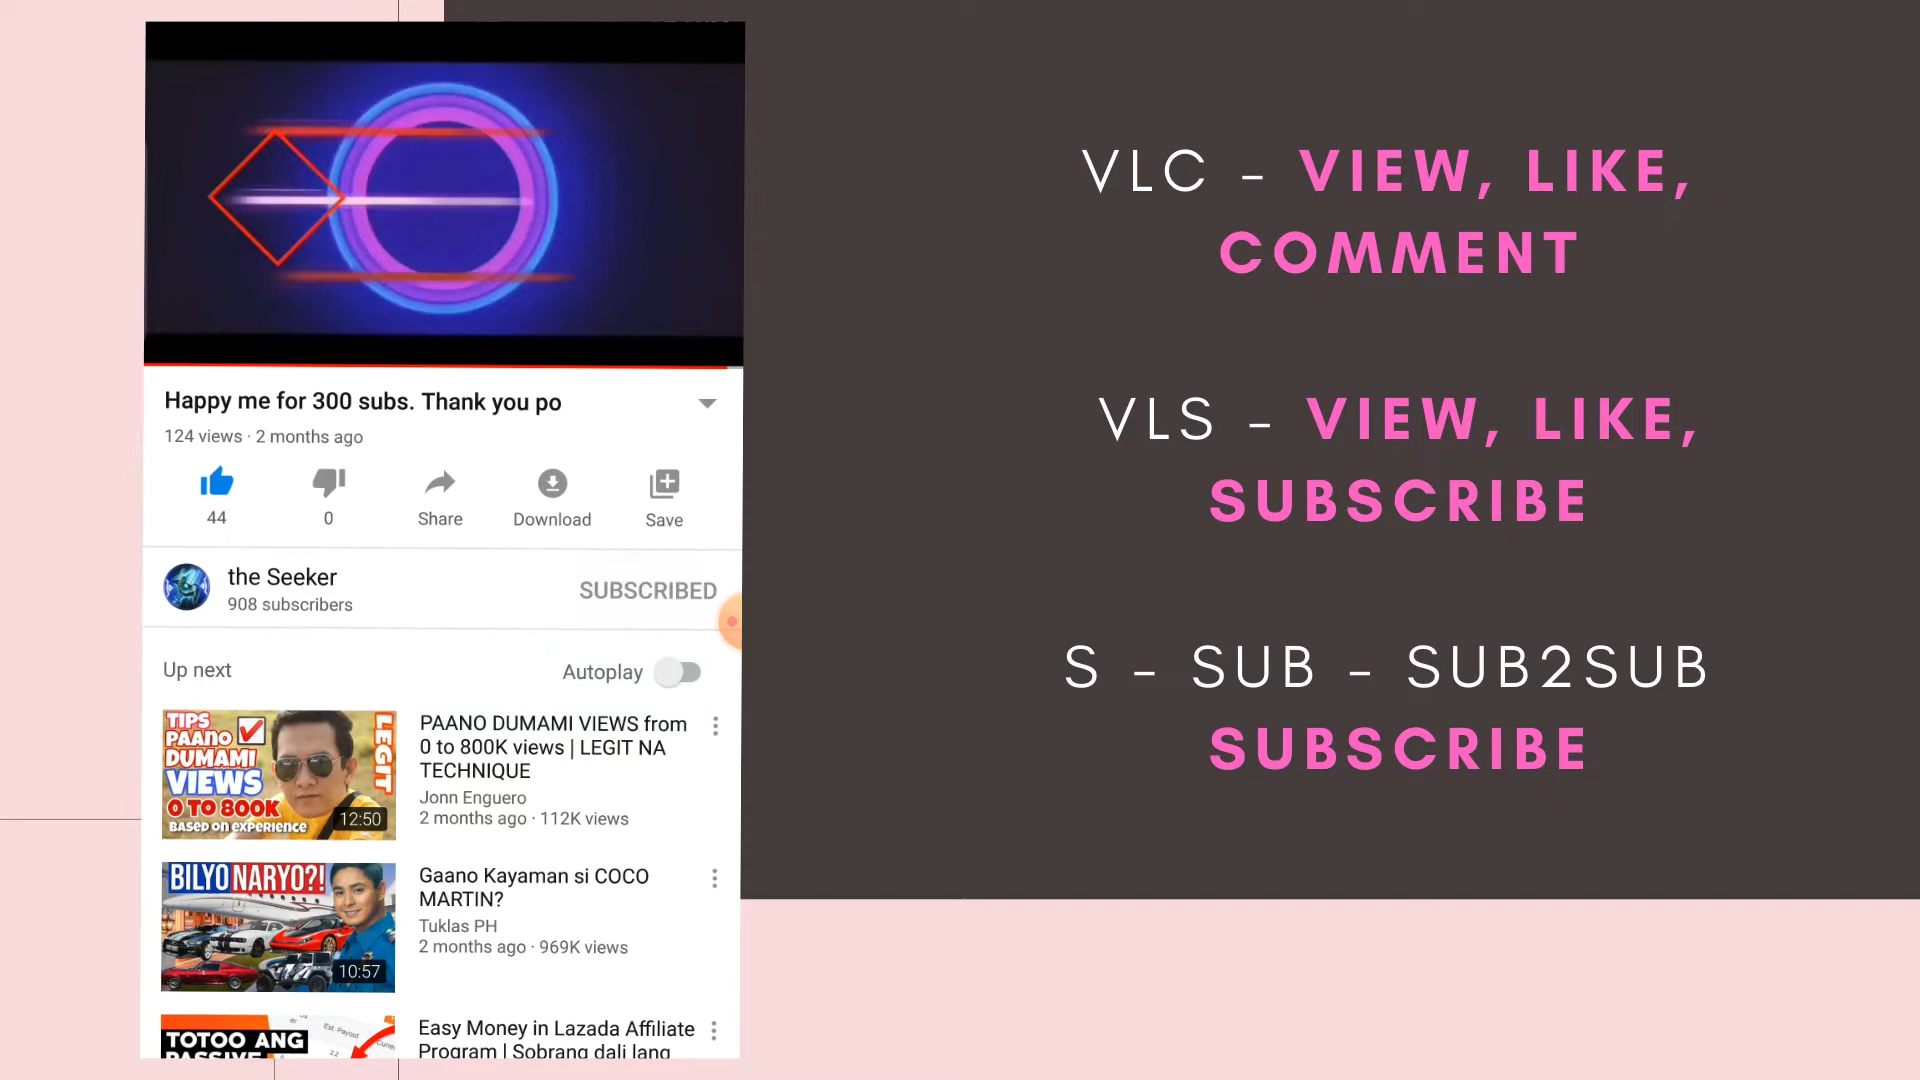 Happy me for 300 subs. Thank you po
124 views · 2 months ago
44
0
Share
Download
Save
the Seeker
908 subscribers
SUBSCRIBED
Up next
Autoplay
TIPS
PAANO
DUMAMI
VIEWS
0 TO 800K
BASED ON EXPERIENCE
LEGIT
12:50
PAANO DUMAMI VIEWS from
0 to 800K views | LEGIT NA
TECHNIQUE
Jonn Enguero
2 months ago · 112K views
BILYONARYO?!
10:57
Gaano Kayaman si COCO
MARTIN?
Tuklas PH
2 months ago · 969K views
TOTOO ANG
PASSIVE
Est. Payout
Easy Money in Lazada Affiliate
Program | Sobrang dali lang
VLC - VIEW, LIKE,
COMMENT
VLS - VIEW, LIKE,
SUBSCRIBE
S - SUB - SUB2SUB
SUBSCRIBE